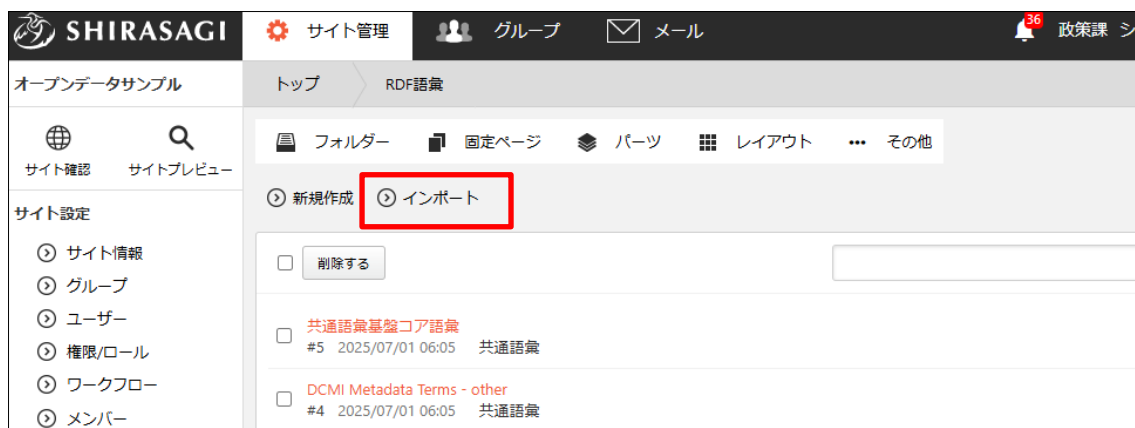 SHIRASAGI サイト管理 グループ メール 36 政策課 シ
オープンデータサンプル トップ RDF語彙
フォルダー 固定ページ パーツ レイアウト ••• その他
サイト確認 サイトプレビュー
新規作成 インポート
サイト設定
サイト情報
削除する
グループ
ユーザー
共通語彙基盤コア語彙
#5 2025/07/01 06:05 共通語彙
権限/ロール
ワークフロー
DCMI Metadata Terms - other
#4 2025/07/01 06:05 共通語彙
メンバー